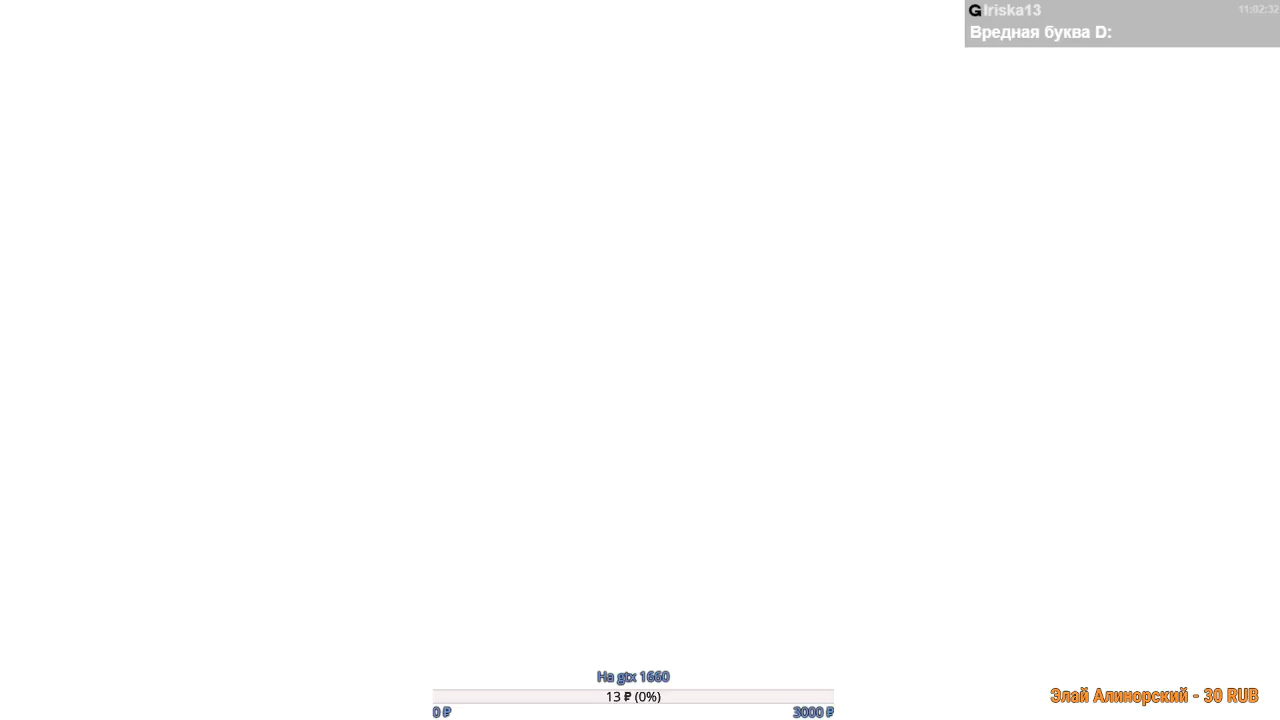 G Iriska13 11:02:32
Вредная буква D:
На gtx 1660
13 ₽ (0%)
0 ₽ 3000 ₽
Элай Алинорский - 30 RUB